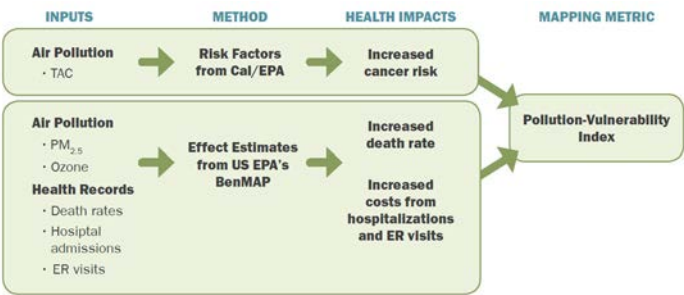 INPUTS METHOD HEALTH IMPACTS MAPPING METRIC
Air Pollution
· TAC
Risk Factors
from Cal/EPA
Increased
cancer risk
Air Pollution
· PM2.5
· Ozone
Health Records
· Death rates
· Hosiptal
admissions
· ER visits
Effect Estimates
from US EPA's
BenMAP
Increased
death rate
Increased
costs from
hospitalizations
and ER visits
Pollution-Vulnerability
Index